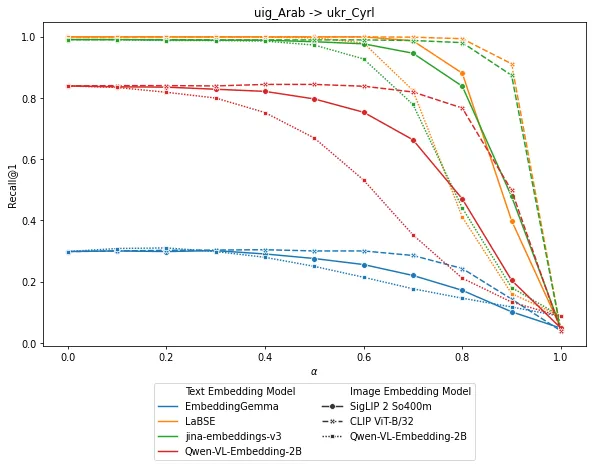 uig_Arab -> ukr_Cyrl
Recall@1
1.0
0.8
0.6
0.4
0.2
0.0
0.0 0.2 0.4 0.6 0.8 1.0
α
Text Embedding Model
EmbeddingGemma
LaBSE
jina-embeddings-v3
Qwen-VL-Embedding-2B
Image Embedding Model
SigLIP 2 So400m
CLIP ViT-B/32
Qwen-VL-Embedding-2B